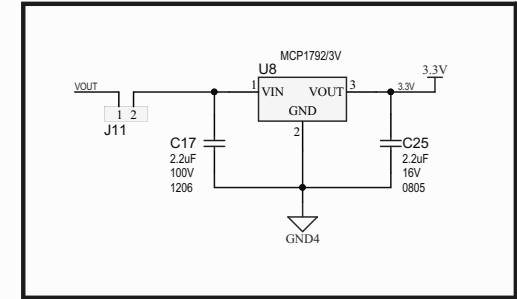 MCP1792/3V
U8
3.3V
VOUT
1 VIN VOUT 3
3.3V
GND
1 2
J11
2
C17
2.2uF
100V
1206
C25
2.2uF
16V
0805
GND4